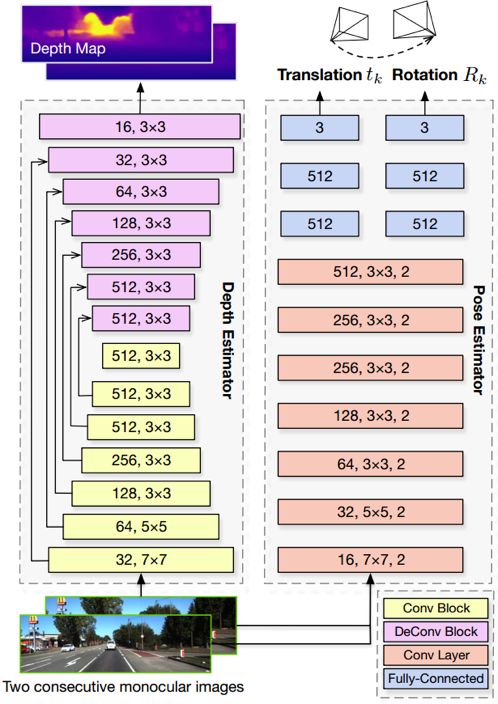 Depth Map
Translation tk
Rotation Rk
16, 3×3
32, 3×3
64, 3×3
128, 3×3
256, 3×3
512, 3×3
512, 3×3
512, 3×3
512, 3×3
512, 3×3
256, 3×3
128, 3×3
64, 5×5
32, 7×7
Depth Estimator
3
3
512
512
512
512
512, 3×3, 2
256, 3×3, 2
256, 3×3, 2
128, 3×3, 2
64, 3×3, 2
32, 5×5, 2
16, 7×7, 2
Pose Estimator
Two consecutive monocular images
Conv Block
DeConv Block
Conv Layer
Fully-Connected